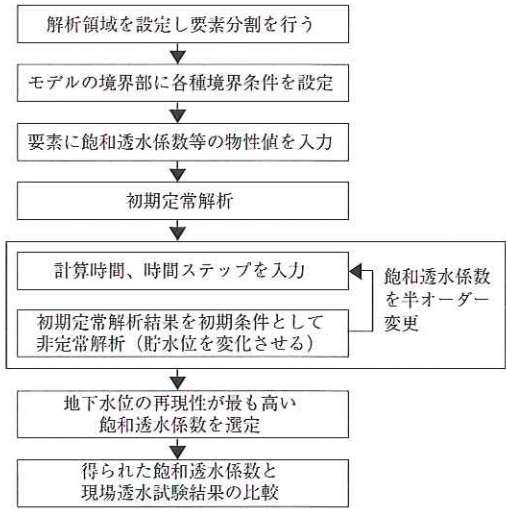 解析領域を設定し要素分割を行う
モデルの境界部に各種境界条件を設定
要素に飽和透水係数等の物性値を入力
初期定常解析
計算時間、時間ステップを入力
飽和透水係数
を半オーダー
変更
初期定常解析結果を初期条件として
非定常解析（貯水位を変化させる）
地下水位の再現性が最も高い
飽和透水係数を選定
得られた飽和透水係数と
現場透水試験結果の比較